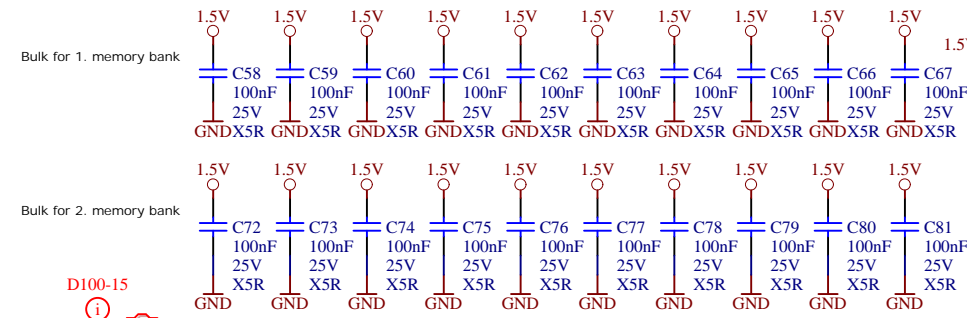 1.5V 1.5V 1.5V 1.5V 1.5V 1.5V 1.5V 1.5V 1.5V 1.5V
1.5V
Bulk for 1. memory bank
C58 C59 C60 C61 C62 C63 C64 C65 C66 C67
100nF 100nF 100nF 100nF 100nF 100nF 100nF 100nF 100nF 100nF
25V 25V 25V 25V 25V 25V 25V 25V 25V 25V
GND X5R GND X5R GND X5R GND X5R GND X5R GND X5R GND X5R GND X5R GND X5R GND X5R
1.5V 1.5V 1.5V 1.5V 1.5V 1.5V 1.5V 1.5V 1.5V 1.5V
Bulk for 2. memory bank
C72 C73 C74 C75 C76 C77 C78 C79 C80 C81
100nF 100nF 100nF 100nF 100nF 100nF 100nF 100nF 100nF 100nF
25V 25V 25V 25V 25V 25V 25V 25V 25V 25V
X5R X5R X5R X5R X5R X5R X5R X5R X5R X5R
GND GND GND GND GND GND GND GND GND GND
D100-15
i